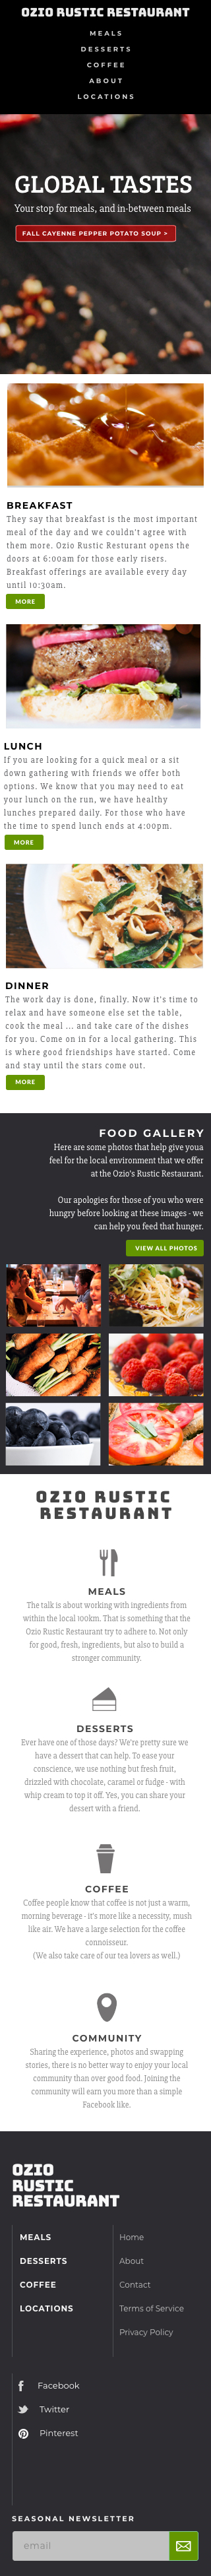 OZIO RUSTIC RESTAURANT
MEALS
DESSERTS
COFFEE
ABOUT
LOCATIONS
GLOBAL TASTES
Your stop for meals, and in-between meals
FALL CAYENNE PEPPER POTATO SOUP >
BREAKFAST
They say that breakfast is the most important
meal of the day and we couldn't agree with
them more. Ozio Rustic Resturant opens the
doors at 6:00am for those early risers.
Breakfast offerings are available every day
until 10:30am.
MORE
LUNCH
If you are looking for a quick meal or a sit
down gathering with friends we offer both
options. We know that you may need to eat
your lunch on the run, we have healthy
lunches prepared daily. For those who have
the time to spend lunch ends at 4:00pm.
MORE
DINNER
The work day is done, finally. Now it's time to
relax and have someone else set the table,
cook the meal ... and take care of the dishes
for you. Come on in for a local gathering. This
is where good friendships have started. Come
and stay until the stars come out.
MORE
FOOD GALLERY
Here are some photos that help give youa
feel for the local environment that we offer
at the Ozio's Rustic Restaurant.
Our apologies for those of you who were
hungry before looking at these images - we
can help you feed that hunger.
VIEW ALL PHOTOS
OZIO RUSTIC
RESTAURANT
MEALS
The talk is about working with ingredients from
within the local 100km. That is something that the
Ozio Rustic Restaurant try to adhere to. Not only
for good, fresh, ingredients, but also to build a
stronger community.
DESSERTS
Ever have one of those days? We're pretty sure we
have a dessert that can help. To ease your
conscience, we use nothing but fresh fruit,
drizzled with chocolate, caramel or fudge - with
whip cream to top it off. Yes, you can share your
dessert with a friend.
COFFEE
Coffee people know that coffee is not just a warm,
morning beverage - it's more like a necessity, mush
like air. We have a large selection for the coffee
connoisseur.
(We also take care of our tea lovers as well.)
COMMUNITY
Sharing experience, photos and swapping
stories, there is no better way to enjoy your local
community than over good food. Joining the
community will earn you more than a simple
Facebook like.
OZIO
RUSTIC
RESTAURANT
MEALS
DESSERTS
COFFEE
LOCATIONS
Home
About
Contact
Terms of Service
Privacy Policy
Facebook
Twitter
Pinterest
SEASONAL NEWSLETTER
email